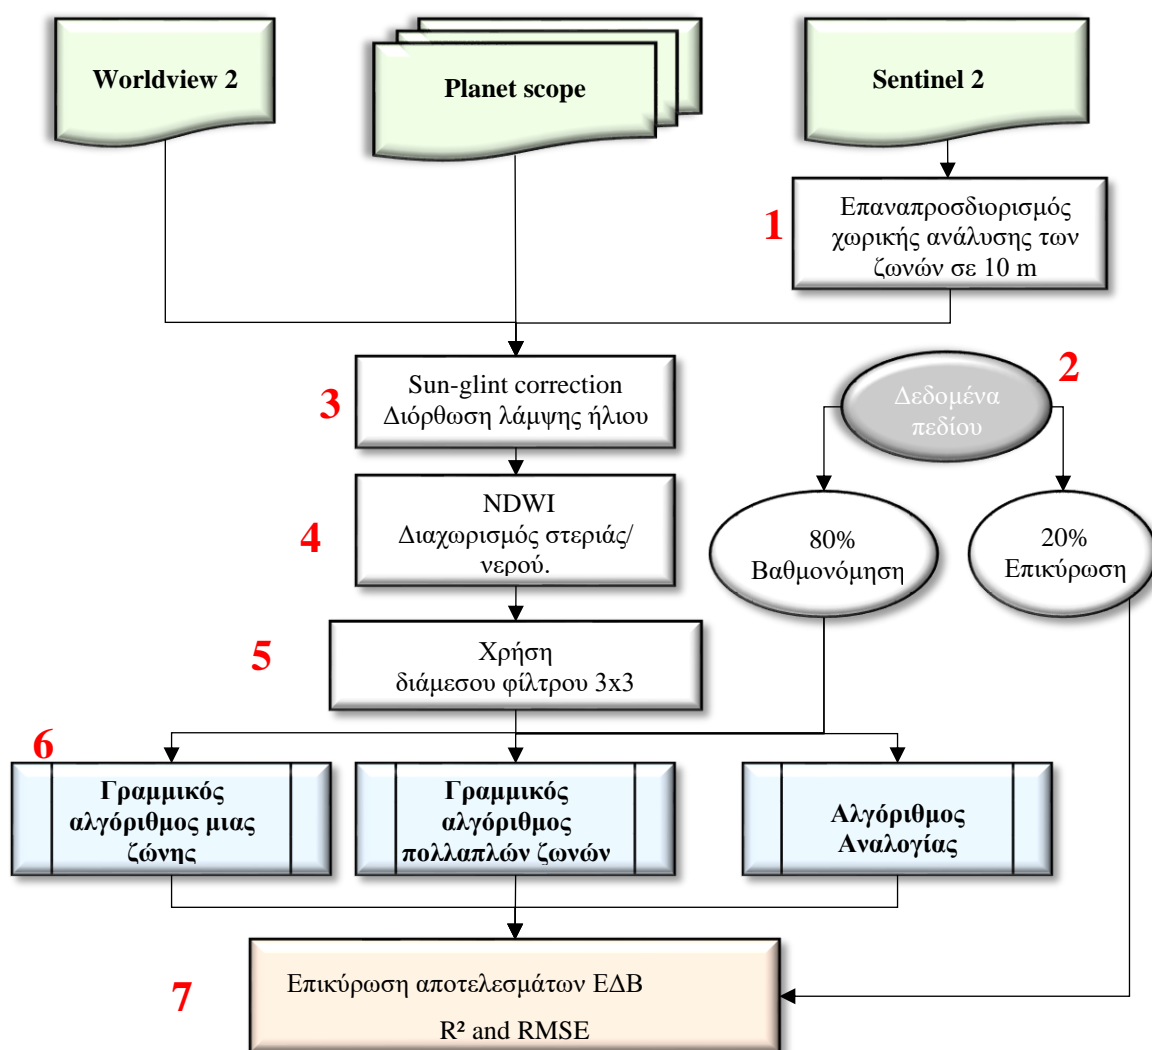 Worldview 2
Planet scope
Sentinel 2
1
Επαναπροσδιορισμός
χωρικής ανάλυσης των
ζωνών σε 10 m
2
Δεδομένα
πεδίου
3
Sun-glint correction
Διόρθωση λάμψης ήλιου
4
NDWI
Διαχωρισμός στεριάς/
νερού.
80%
Βαθμονόμηση
20%
Επικύρωση
5
Χρήση
διάμεσου φίλτρου 3x3
6
Γραμμικός
αλγόριθμος μιας
ζώνης
Γραμμικός
αλγόριθμος
πολλαπλών ζωνών
Αλγόριθμος
Αναλογίας
7
Επικύρωση αποτελεσμάτων ΕΔΒ
R² and RMSE